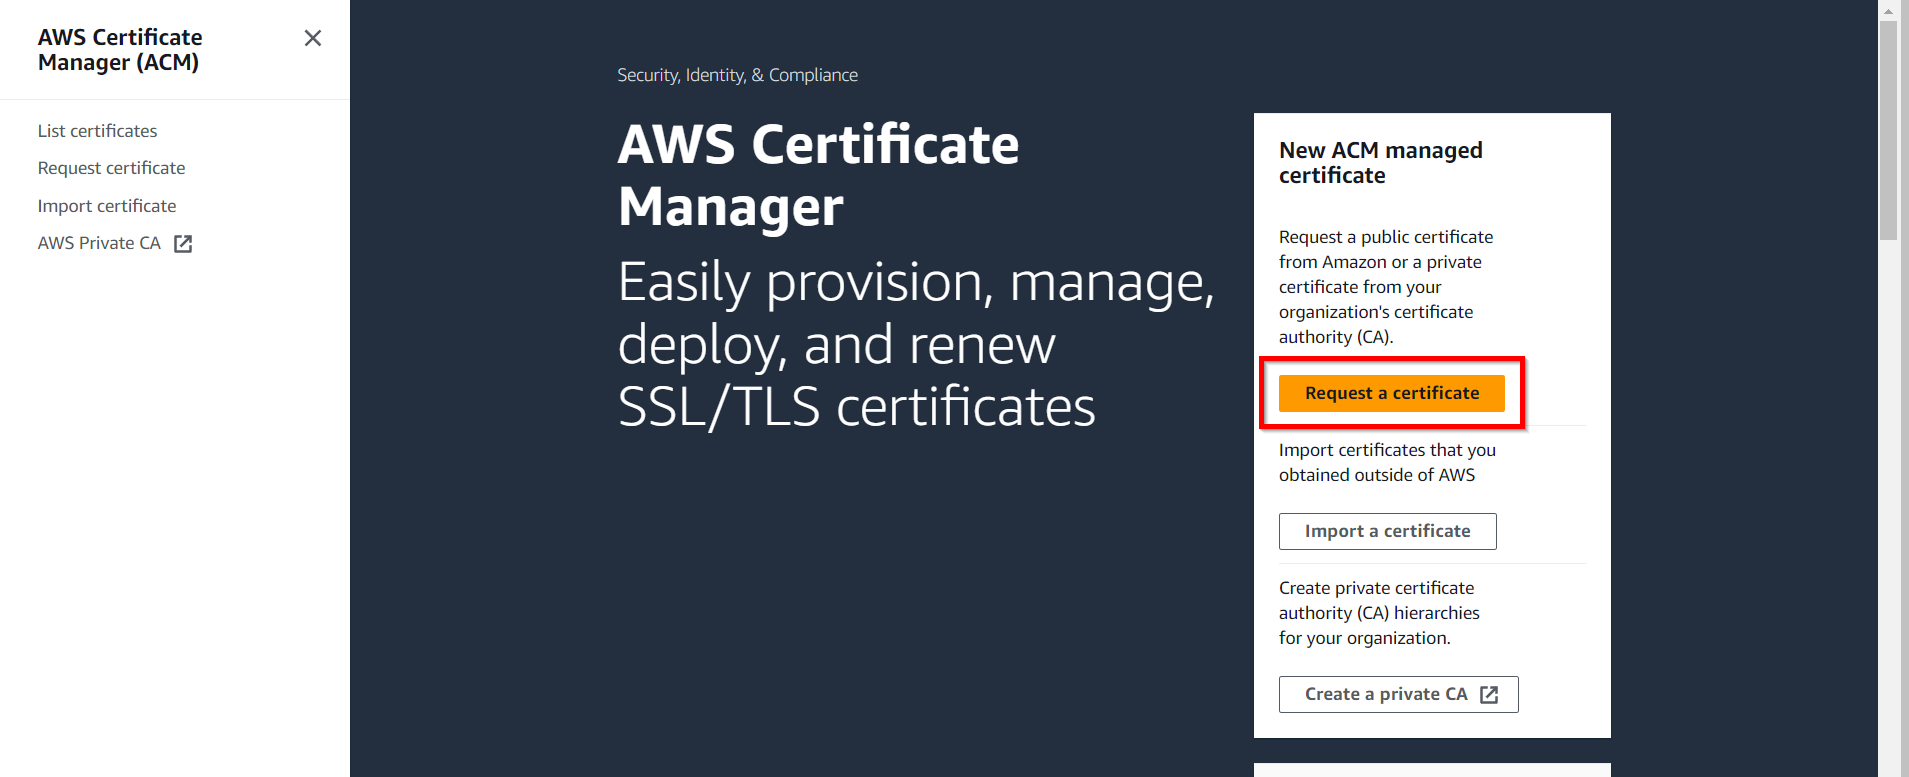 AWS Certificate
Manager (ACM)
List certificates
Request certificate
Import certificate
AWS Private CA
Security, Identity, & Compliance
AWS Certificate
Manager
Easily provision, manage,
deploy, and renew
SSL/TLS certificates
New ACM managed
certificate
Request a public certificate
from Amazon or a private
certificate from your
organization's certificate
authority (CA).
Request a certificate
Import certificates that you
obtained outside of AWS
Import a certificate
Create private certificate
authority (CA) hierarchies
for your organization.
Create a private CA